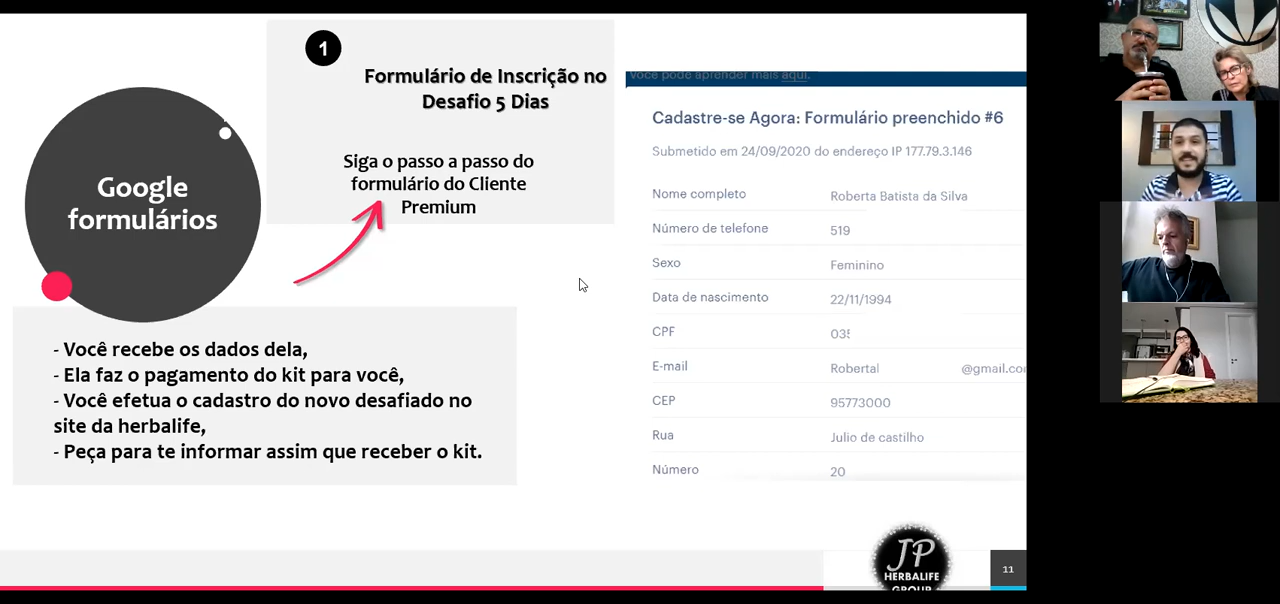 1
Formulário de Inscrição no
Desafio 5 Dias
Siga o passo a passo do
formulário do Cliente
Premium
Google
formulários
- Você recebe os dados dela,
- Ela faz o pagamento do kit para você,
- Você efetua o cadastro do novo desafiado no
site da herbalife,
- Peça para te informar assim que receber o kit.
você pode aprender mais aqui.
Cadastre-se Agora: Formulário preenchido #6
Submetido em 24/09/2020 do endereço IP 177.79.3.146
Nome completo Roberta Batista da Silva
Número de telefone 519
Sexo Feminino
Data de nascimento 22/11/1994
CPF 035
E-mail Robertal @gmail.co
CEP 95773000
Rua Julio de castilho
Número 20
JP
HERBALIFE
GROUP
11